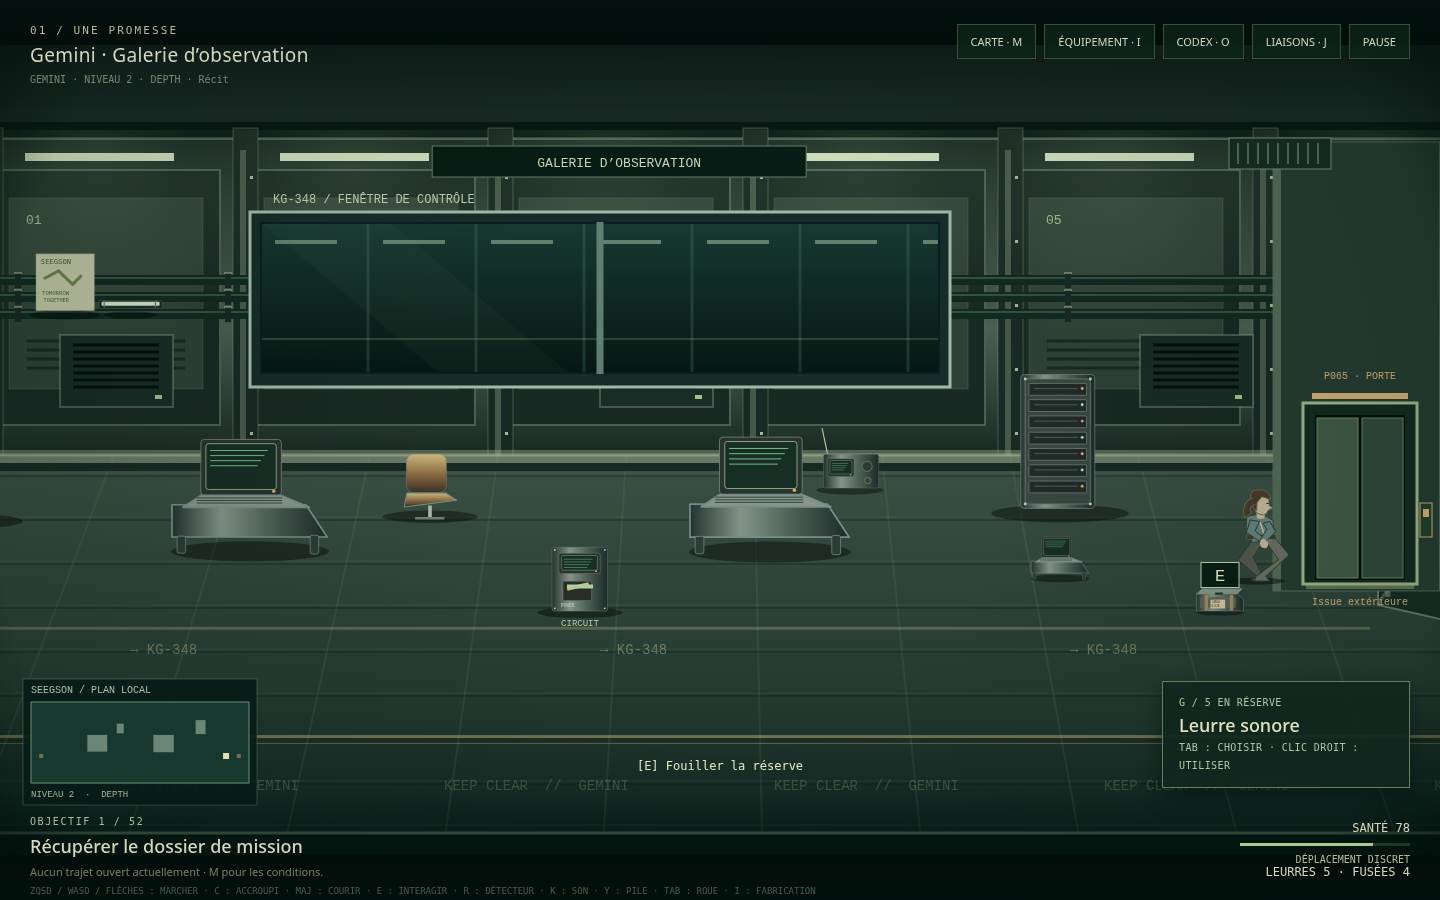 01 / UNE PROMESSE
Gemini · Galerie d’observation
GEMINI · NIVEAU 2 · DEPTH · Récit
CARTE · M
ÉQUIPEMENT · I
CODEX · O
LIAISONS · J
PAUSE
GALERIE D’OBSERVATION
KG-348 / FENÊTRE DE CONTRÔLE
01
05
SEEGSON
TOMORROW
TOGETHER
P065 · PORTE
E
Issue extérieure
POWER
CIRCUIT
→ KG-348
→ KG-348
→ KG-348
SEEGSON / PLAN LOCAL
NIVEAU 2 · DEPTH
G / 5 EN RÉSERVE
Leurre sonore
TAB : CHOISIR · CLIC DROIT :
UTILISER
[E] Fouiller la réserve
EMINI
KEEP CLEAR // GEMINI
KEEP CLEAR // GEMINI
KEEP CL
OBJECTIF 1 / 52
Récupérer le dossier de mission
Aucun trajet ouvert actuellement · M pour les conditions.
ZQSD / WASD / FLÈCHES : MARCHER · C : ACCROUPI · MAJ : COURIR · E : INTERAGIR · R : DÉTECTEUR · K : SON · Y : PILE · TAB : ROUE · I : FABRICATION
SANTÉ 78
DÉPLACEMENT DISCRET
LEURRES 5 · FUSÉES 4